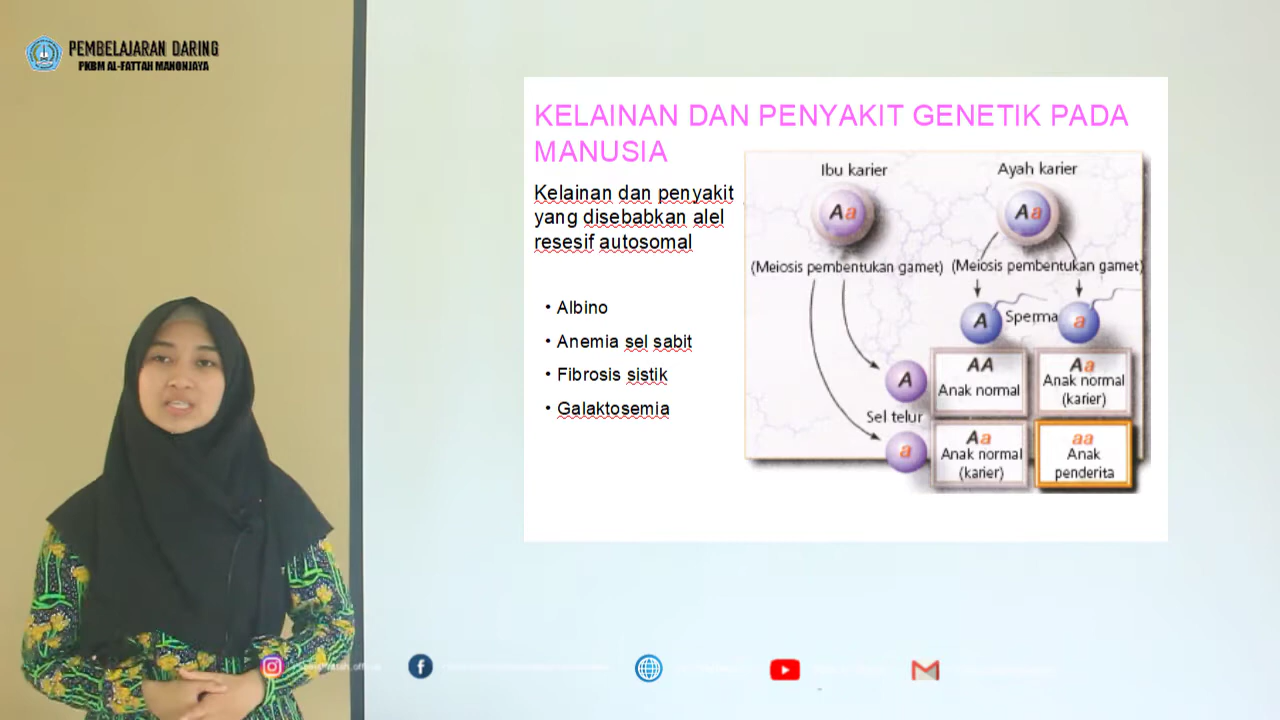 PEMBELAJARAN DARING
PKBM AL-FATTAH MANONJAYA
KELAINAN DAN PENYAKIT GENETIK PADA
MANUSIA
Kelainan dan penyakit
yang disebabkan alel
resesif autosomal
• Albino
• Anemia sel sabit
• Fibrosis sistik
• Galaktosemia
Ibu karier
Ayah karier
Aa
Aa
(Meiosis pembentukan gamet)
(Meiosis pembentukan gamet)
A
Sperma
a
A
AA
Anak normal
Aa
Anak normal
(karier)
Sel telur
a
Aa
Anak normal
(karier)
aa
Anak
penderita